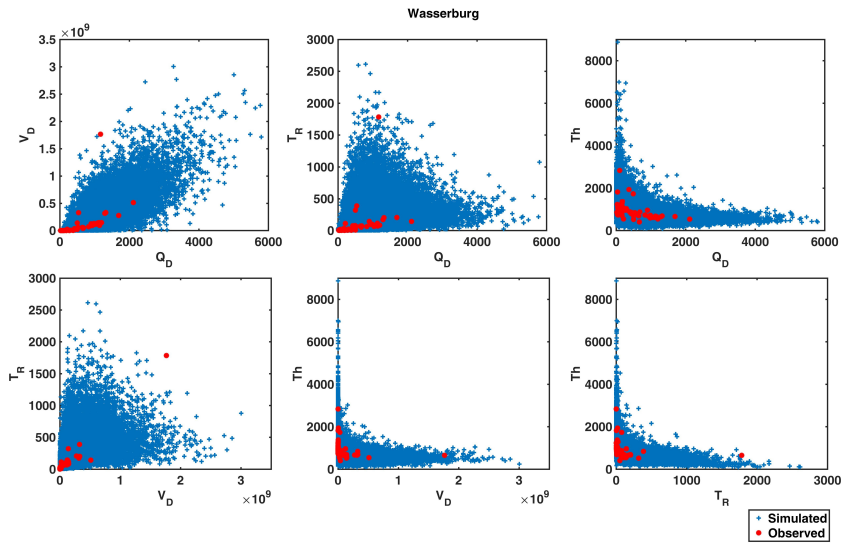 Wasserburg
×10^9
3.5
3
2.5
2
1.5
1
0.5
0
0 2000 4000 6000
V_D
Q_D
3000
2500
2000
1500
1000
500
0
0 2000 4000 6000
T_R
Q_D
8000
6000
4000
2000
0
0 2000 4000 6000
Th
Q_D
3000
2500
2000
1500
1000
500
0
0 1 2 3
×10^9
T_R
V_D
8000
6000
4000
2000
0
0 1 2 3
×10^9
Th
V_D
8000
6000
4000
2000
0
0 1000 2000 3000
Th
T_R
Simulated
Observed